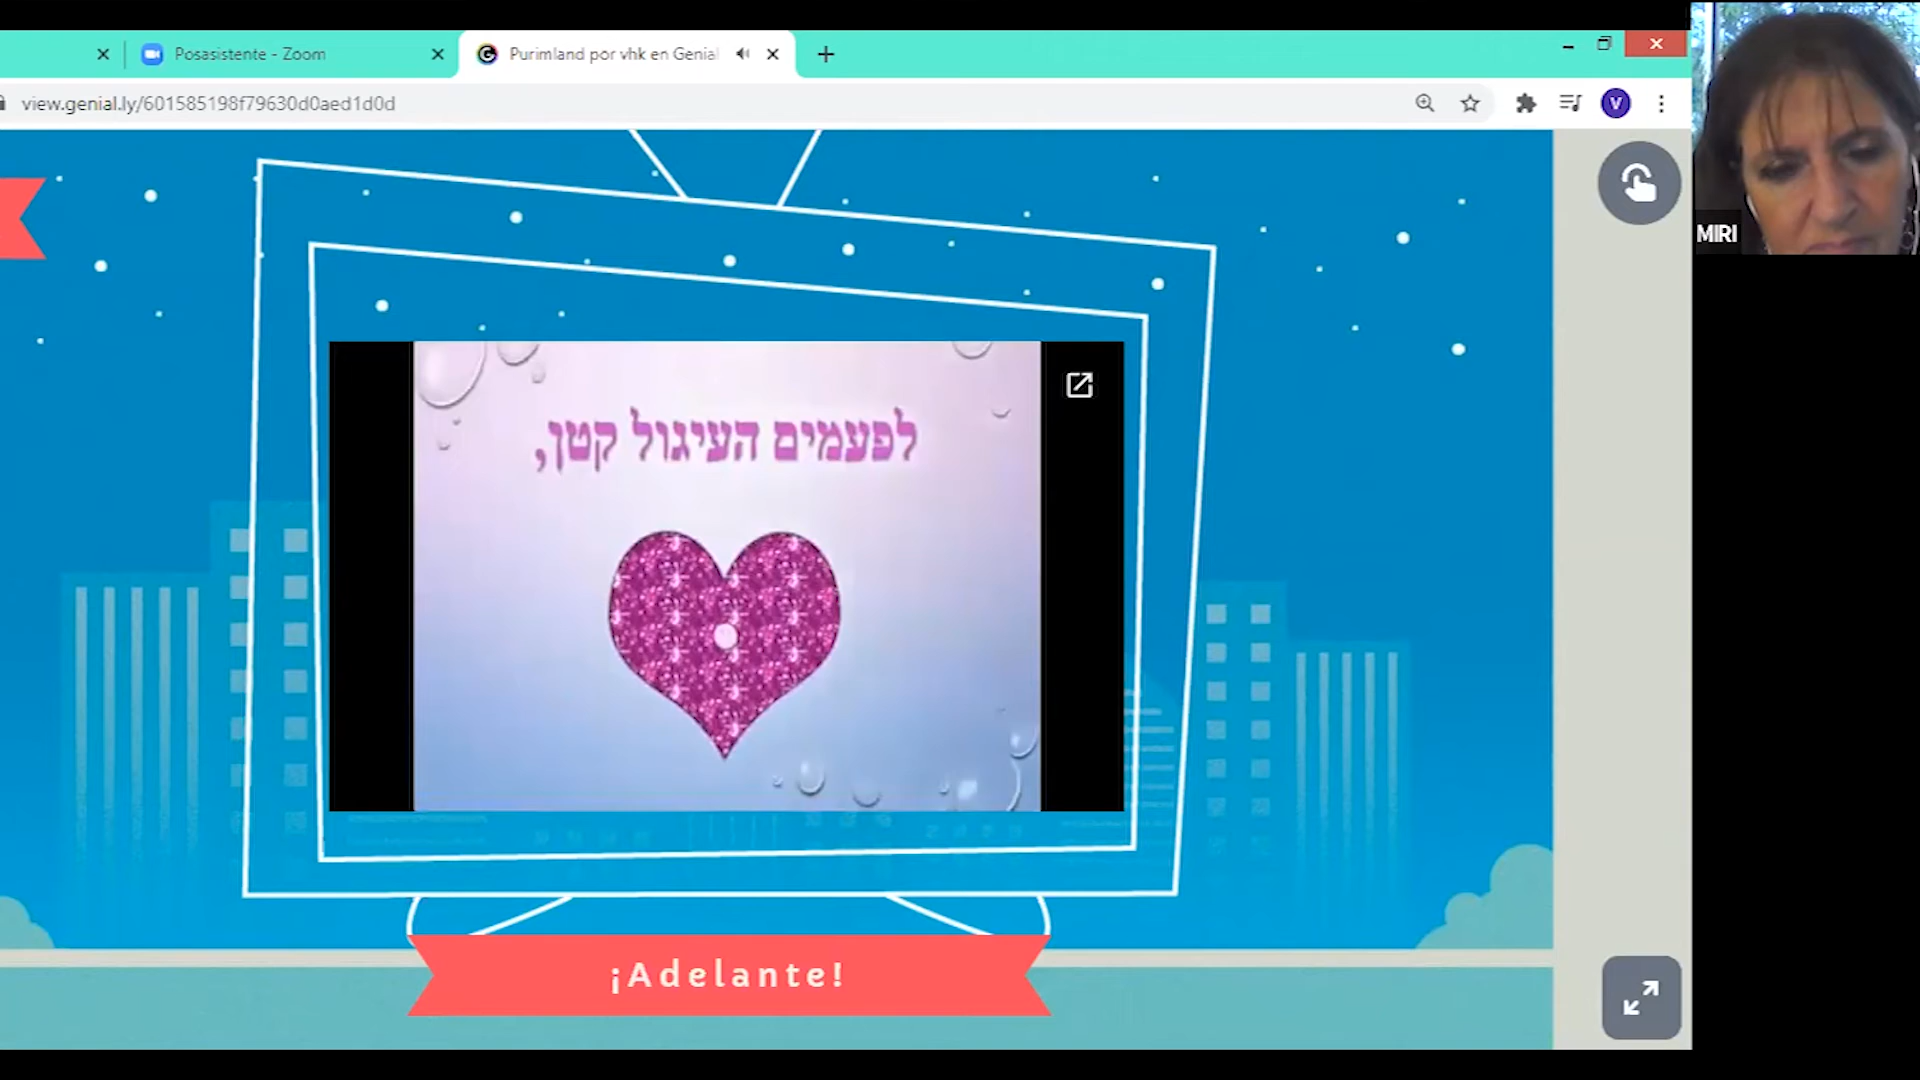 Posasistente - Zoom
Purimland por vhk en Genial
view.genial.ly/601585198f79630d0aed1d0d
V
MIRI
לפעמים העיגול קטן,
¡Adelante!